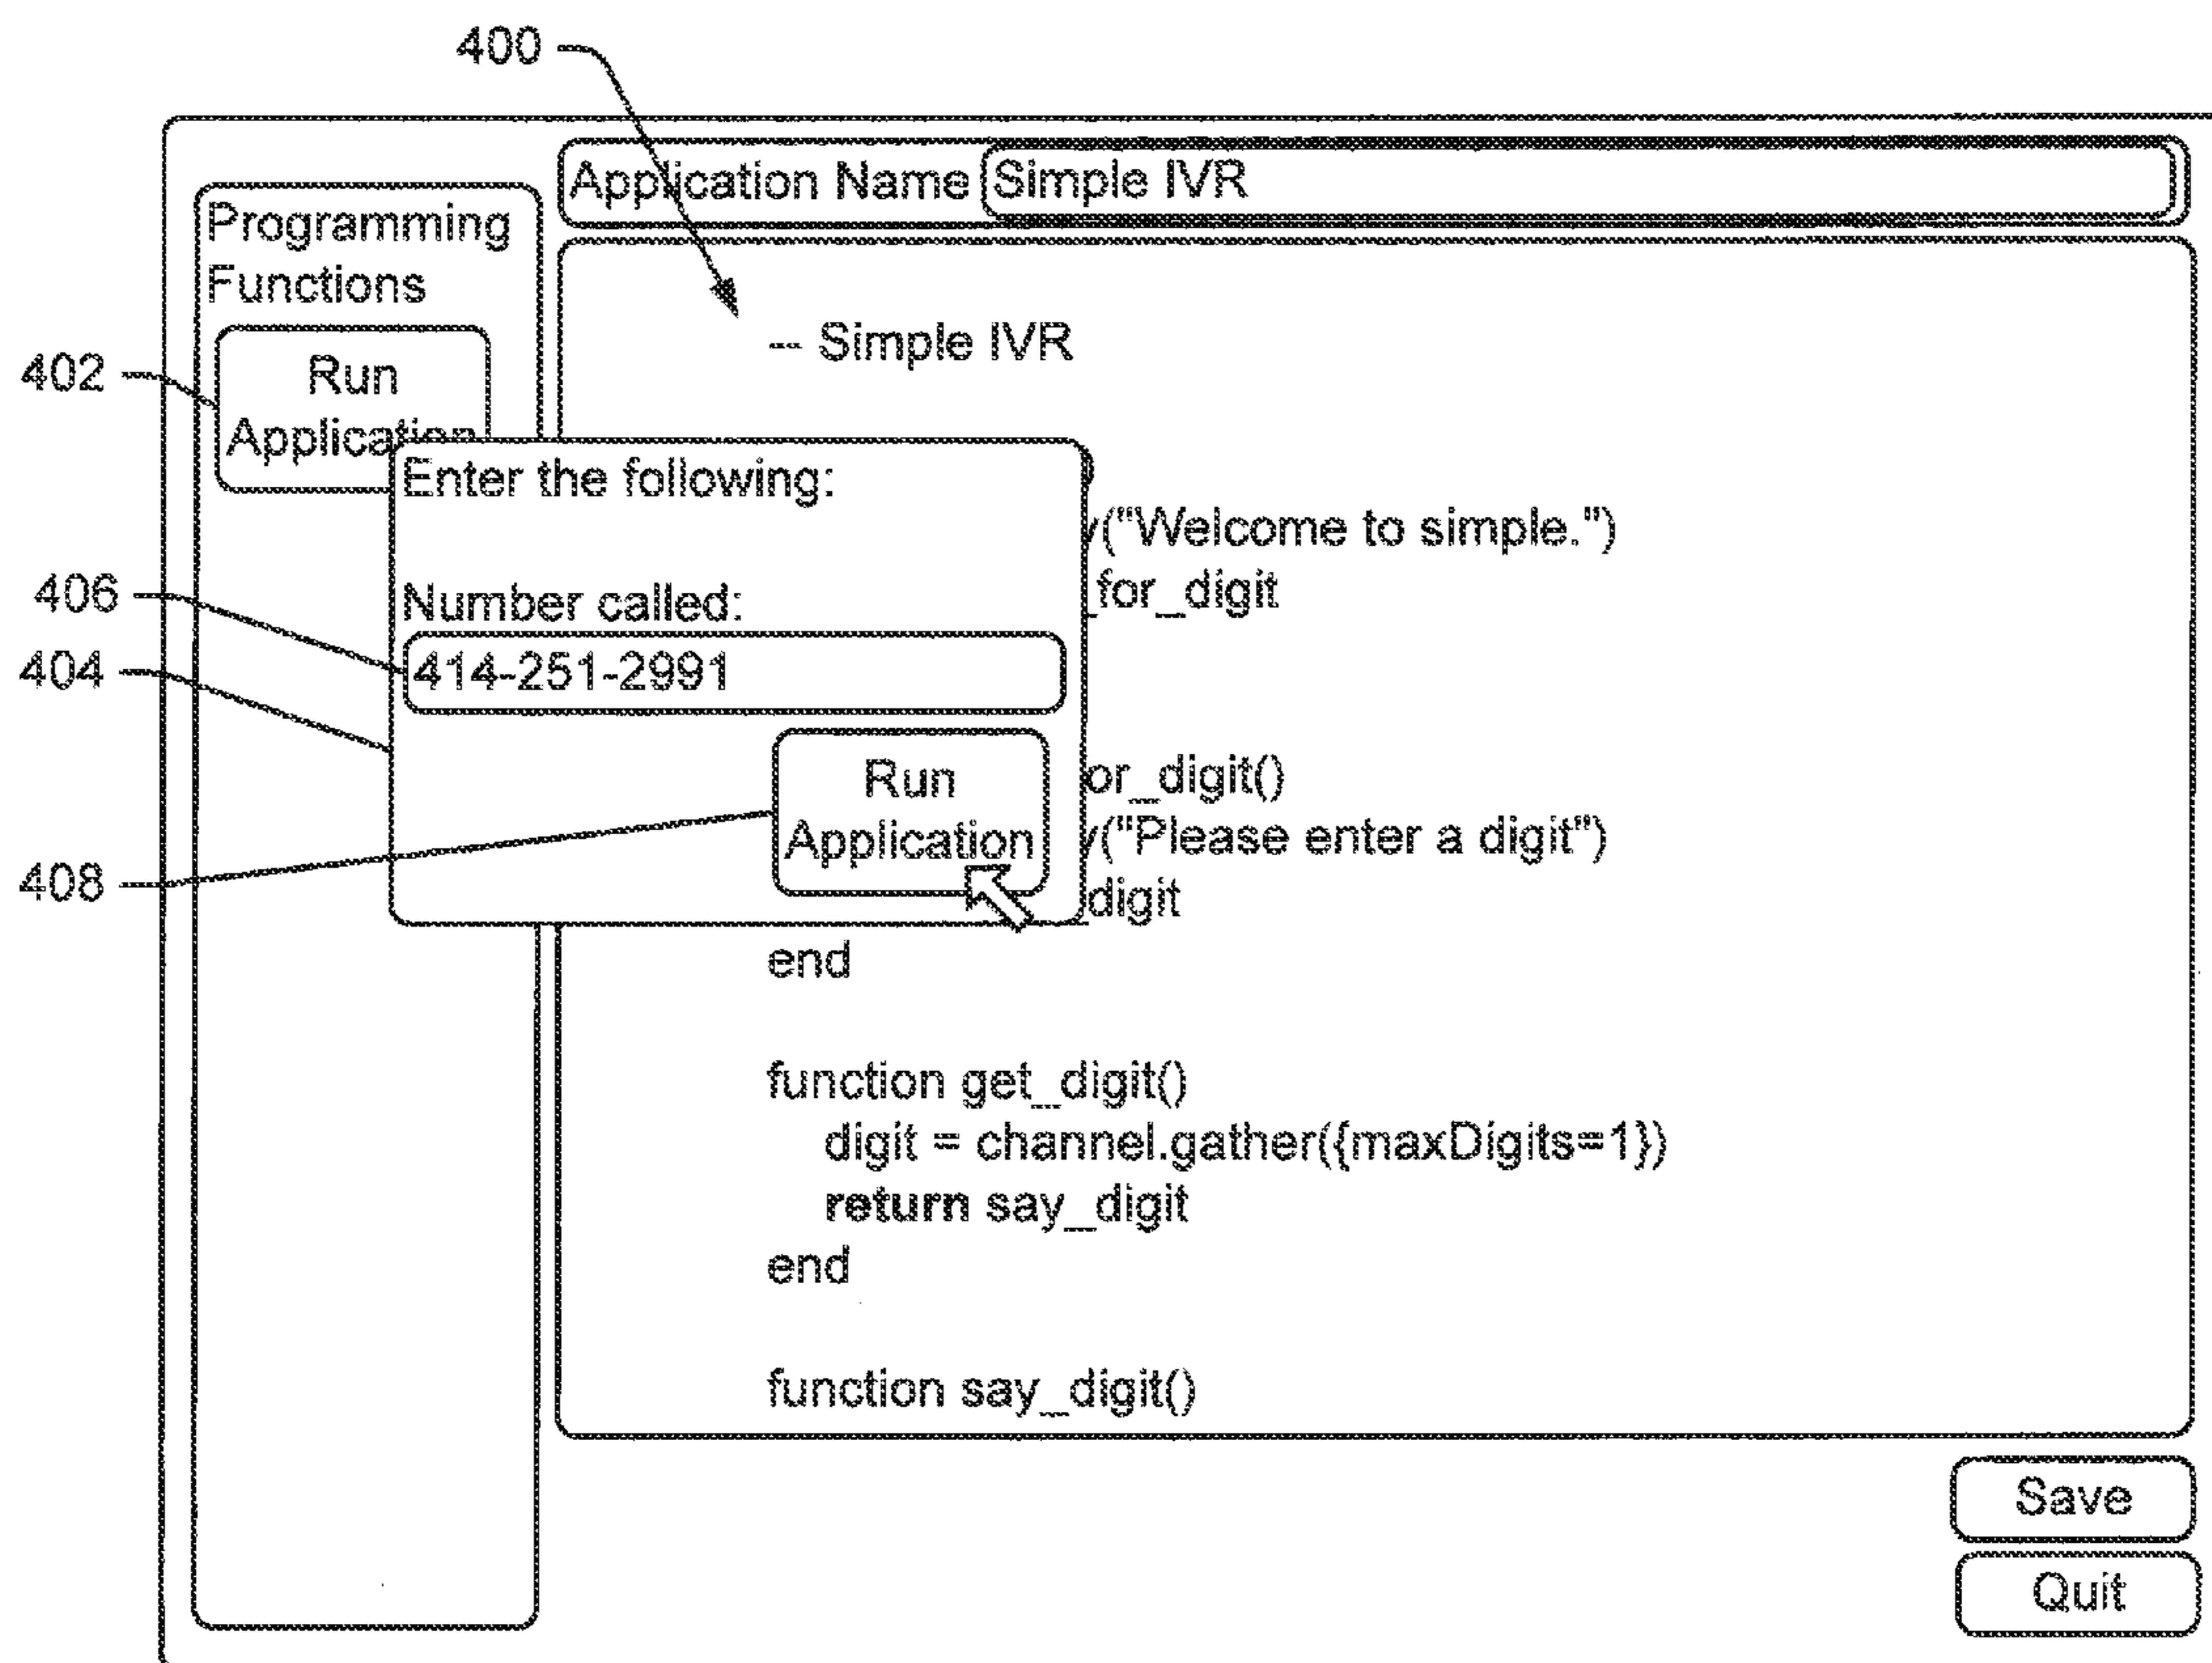 400
Application Name Simple IVR
Programming
Functions
-- Simple IVR
402
Run
Application
Enter the following:
)
("Welcome to simple.")
406
Number called:
_for_digit
404
414-251-2991
Run
or_digit()
Application
("Please enter a digit")
408
_digit
end
function get_digit()
digit = channel.gather({maxDigits=1})
return say_digit
end
function say_digit()
Save
Quit